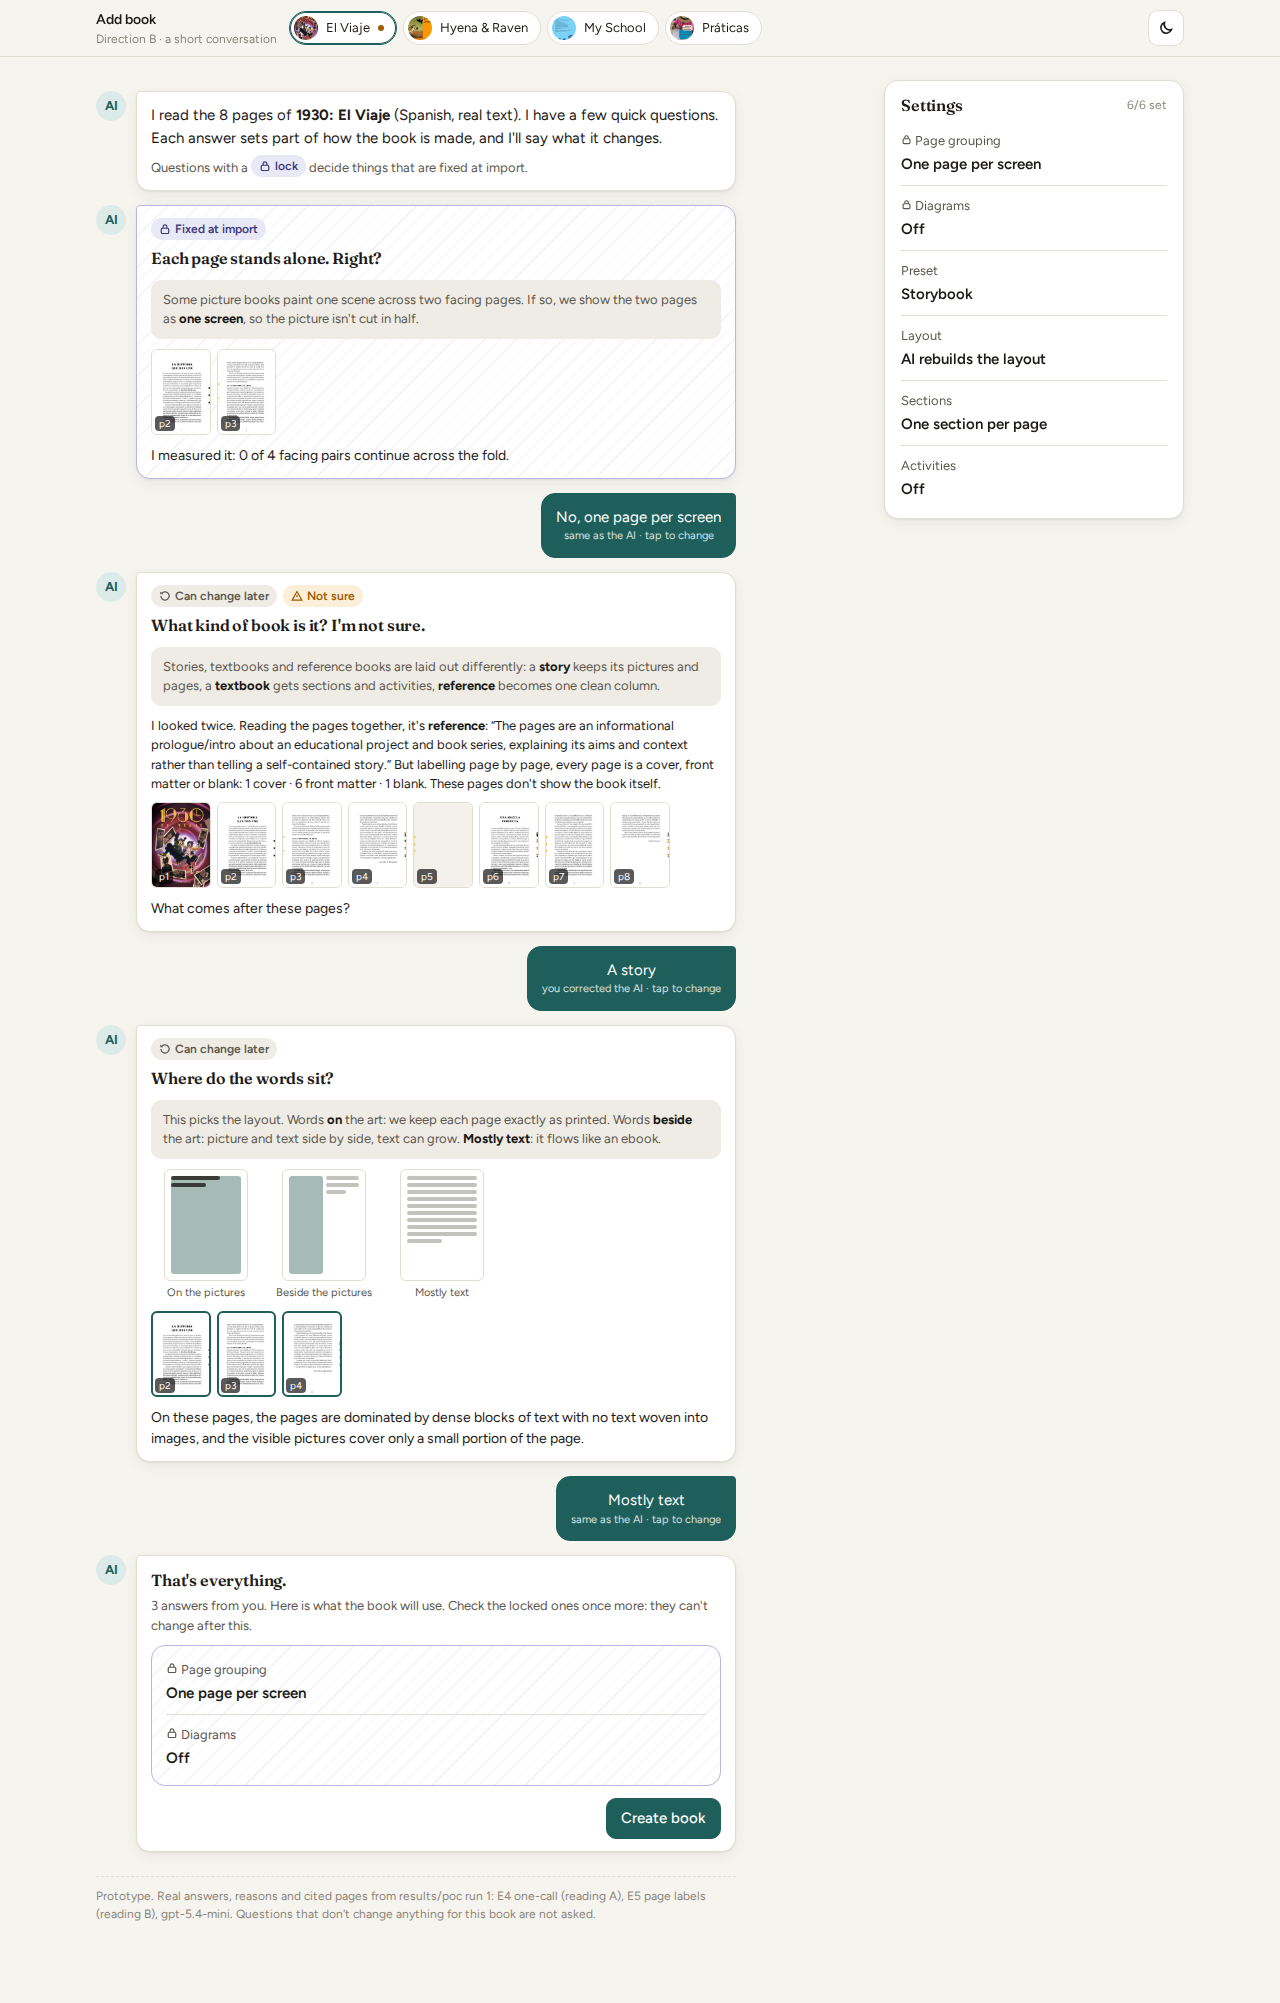 Add book
Direction B · a short conversation
El Viaje
Hyena & Raven
My School
Práticas
AI
I read the 8 pages of 1930: El Viaje (Spanish, real text). I have a few quick questions.
Each answer sets part of how the book is made, and I'll say what it changes.
Questions with a lock decide things that are fixed at import.
AI
Fixed at import
Each page stands alone. Right?
Some picture books paint one scene across two facing pages. If so, we show the two pages
as one screen, so the picture isn't cut in half.
LA HISTORIA
QUE NOS UNE
p2
p3
I measured it: 0 of 4 facing pairs continue across the fold.
No, one page per screen
same as the AI · tap to change
AI
Can change later
Not sure
What kind of book is it? I'm not sure.
Stories, textbooks and reference books are laid out differently: a story keeps its pictures and
pages, a textbook gets sections and activities, reference becomes one clean column.
I looked twice. Reading the pages together, it's reference: “The pages are an informational
prologue/intro about an educational project and book series, explaining its aims and context
rather than telling a self-contained story.” But labelling page by page, every page is a cover, front
matter or blank: 1 cover · 6 front matter · 1 blank. These pages don't show the book itself.
1930
p1
p2
p3
p4
p5
p6
p7
p8
What comes after these pages?
A story
you corrected the AI · tap to change
AI
Can change later
Where do the words sit?
This picks the layout. Words on the art: we keep each page exactly as printed. Words beside
the art: picture and text side by side, text can grow. Mostly text: it flows like an ebook.
On the pictures
Beside the pictures
Mostly text
p2
p3
p4
On these pages, the pages are dominated by dense blocks of text with no text woven into
images, and the visible pictures cover only a small portion of the page.
Mostly text
same as the AI · tap to change
AI
That's everything.
3 answers from you. Here is what the book will use. Check the locked ones once more: they can't
change after this.
Page grouping
One page per screen
Diagrams
Off
Create book
Prototype. Real answers, reasons and cited pages from results/poc run 1: E4 one-call (reading A), E5 page labels
(reading B), gpt-5.4-mini. Questions that don't change anything for this book are not asked.
Settings
6/6 set
Page grouping
One page per screen
Diagrams
Off
Preset
Storybook
Layout
AI rebuilds the layout
Sections
One section per page
Activities
Off